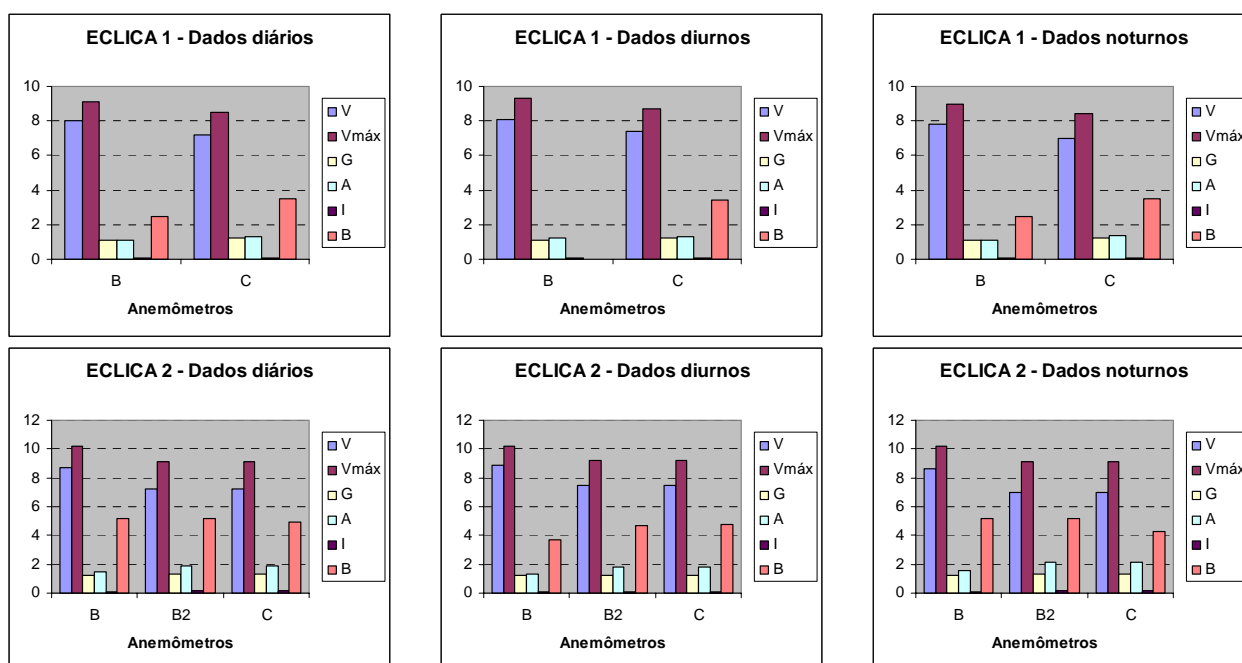 ECLICA 1 - Dados diários
10
8
6
4
2
0
B
C
Anemômetros
V
Vmáx
G
A
I
B
ECLICA 1 - Dados diurnos
10
8
6
4
2
0
B
C
Anemômetros
V
Vmáx
G
A
I
B
ECLICA 1 - Dados noturnos
10
8
6
4
2
0
B
C
Anemômetros
V
Vmáx
G
A
I
B
ECLICA 2 - Dados diários
12
10
8
6
4
2
0
B
B2
C
Anemômetros
V
Vmáx
G
A
I
B
ECLICA 2 - Dados diurnos
12
10
8
6
4
2
0
B
B2
C
Anemômetros
V
Vmáx
G
A
I
B
ECLICA 2 - Dados noturnos
12
10
8
6
4
2
0
B
B2
C
Anemômetros
V
Vmáx
G
A
I
B